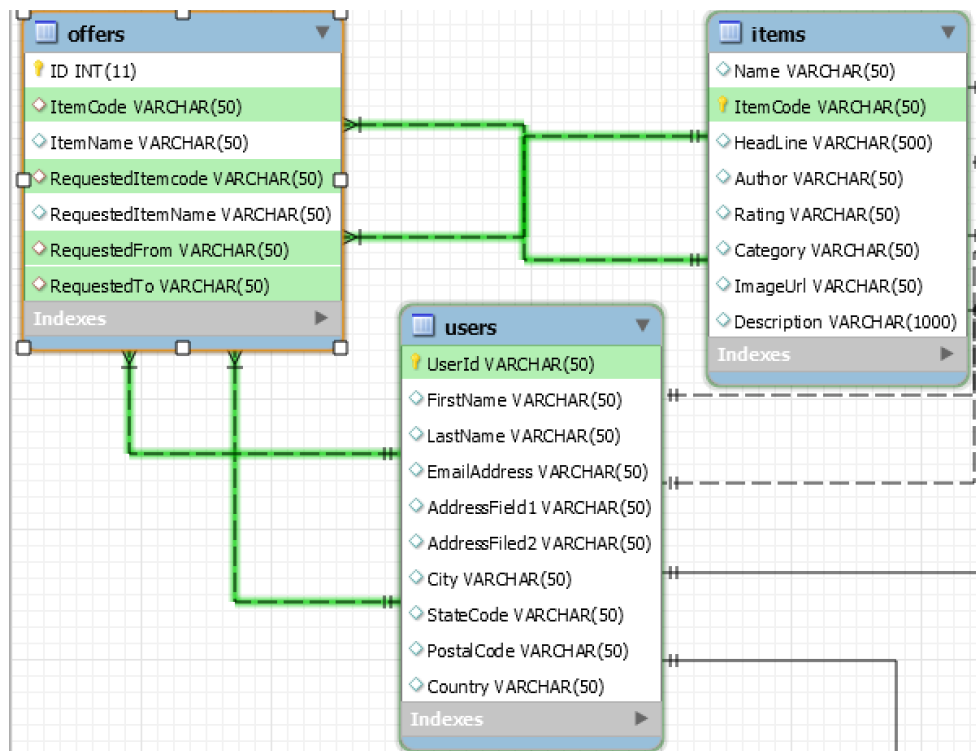 offers
ID INT(11)
ItemCode VARCHAR(50)
ItemName VARCHAR(50)
RequestedItemcode VARCHAR(50)
RequestedItemName VARCHAR(50)
RequestedFrom VARCHAR(50)
RequestedTo VARCHAR(50)
Indexes
items
Name VARCHAR(50)
ItemCode VARCHAR(50)
HeadLine VARCHAR(500)
Author VARCHAR(50)
Rating VARCHAR(50)
Category VARCHAR(50)
ImageUrl VARCHAR(50)
Description VARCHAR(1000)
Indexes
users
UserId VARCHAR(50)
FirstName VARCHAR(50)
LastName VARCHAR(50)
EmailAddress VARCHAR(50)
AddressField1 VARCHAR(50)
AddressFiled2 VARCHAR(50)
City VARCHAR(50)
StateCode VARCHAR(50)
PostalCode VARCHAR(50)
Country VARCHAR(50)
Indexes